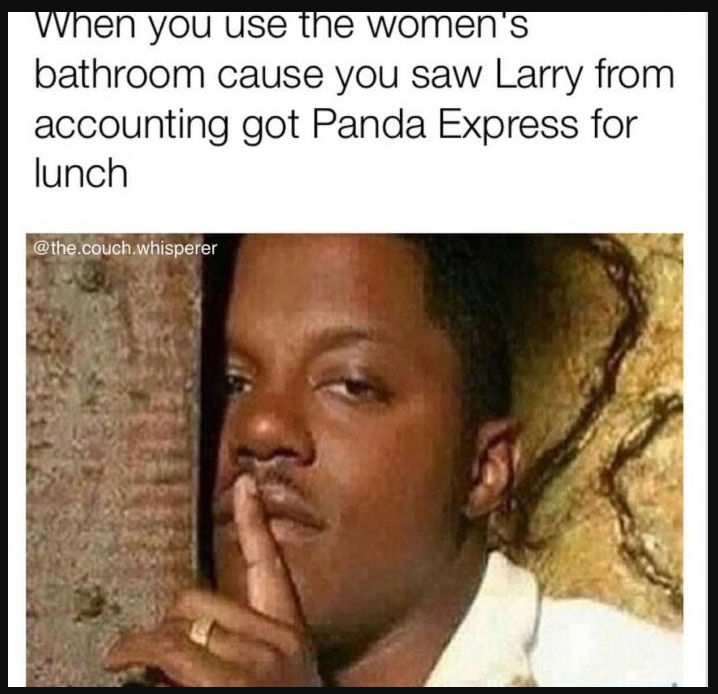 When you use the women's
bathroom cause you saw Larry from
accounting got Panda Express for
lunch
@the.couch.whisperer